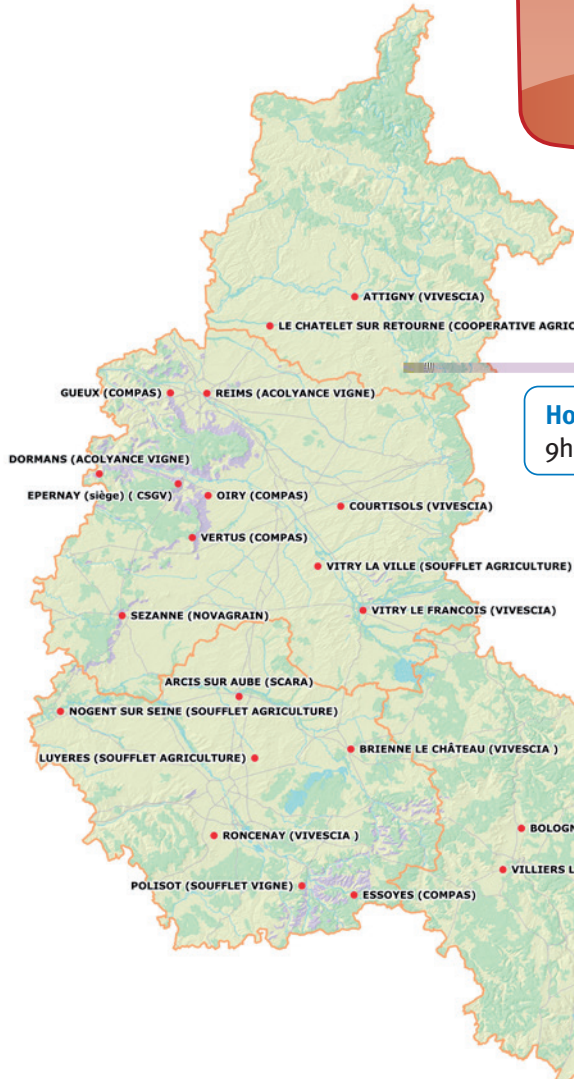 ATTIGNY (VIVESCIA)
LE CHATELET SUR RETOURNE (COOPERATIVE AGRIC
GUEUX (COMPAS)
REIMS (ACOLYANCE VIGNE)
Ho
9h
DORMANS (ACOLYANCE VIGNE)
EPERNAY (siège) ( CSGV)
OIRY (COMPAS)
COURTISOLS (VIVESCIA)
VERTUS (COMPAS)
VITRY LA VILLE (SOUFFLET AGRICULTURE)
SEZANNE (NOVAGRAIN)
VITRY LE FRANCOIS (VIVESCIA)
ARCIS SUR AUBE (SCARA)
NOGENT SUR SEINE (SOUFFLET AGRICULTURE)
BRIENNE LE CHÂTEAU (VIVESCIA )
LUYERES (SOUFFLET AGRICULTURE)
BOLOGN
RONCENAY (VIVESCIA )
VILLIERS L
POLISOT (SOUFFLET VIGNE)
ESSOYES (COMPAS)